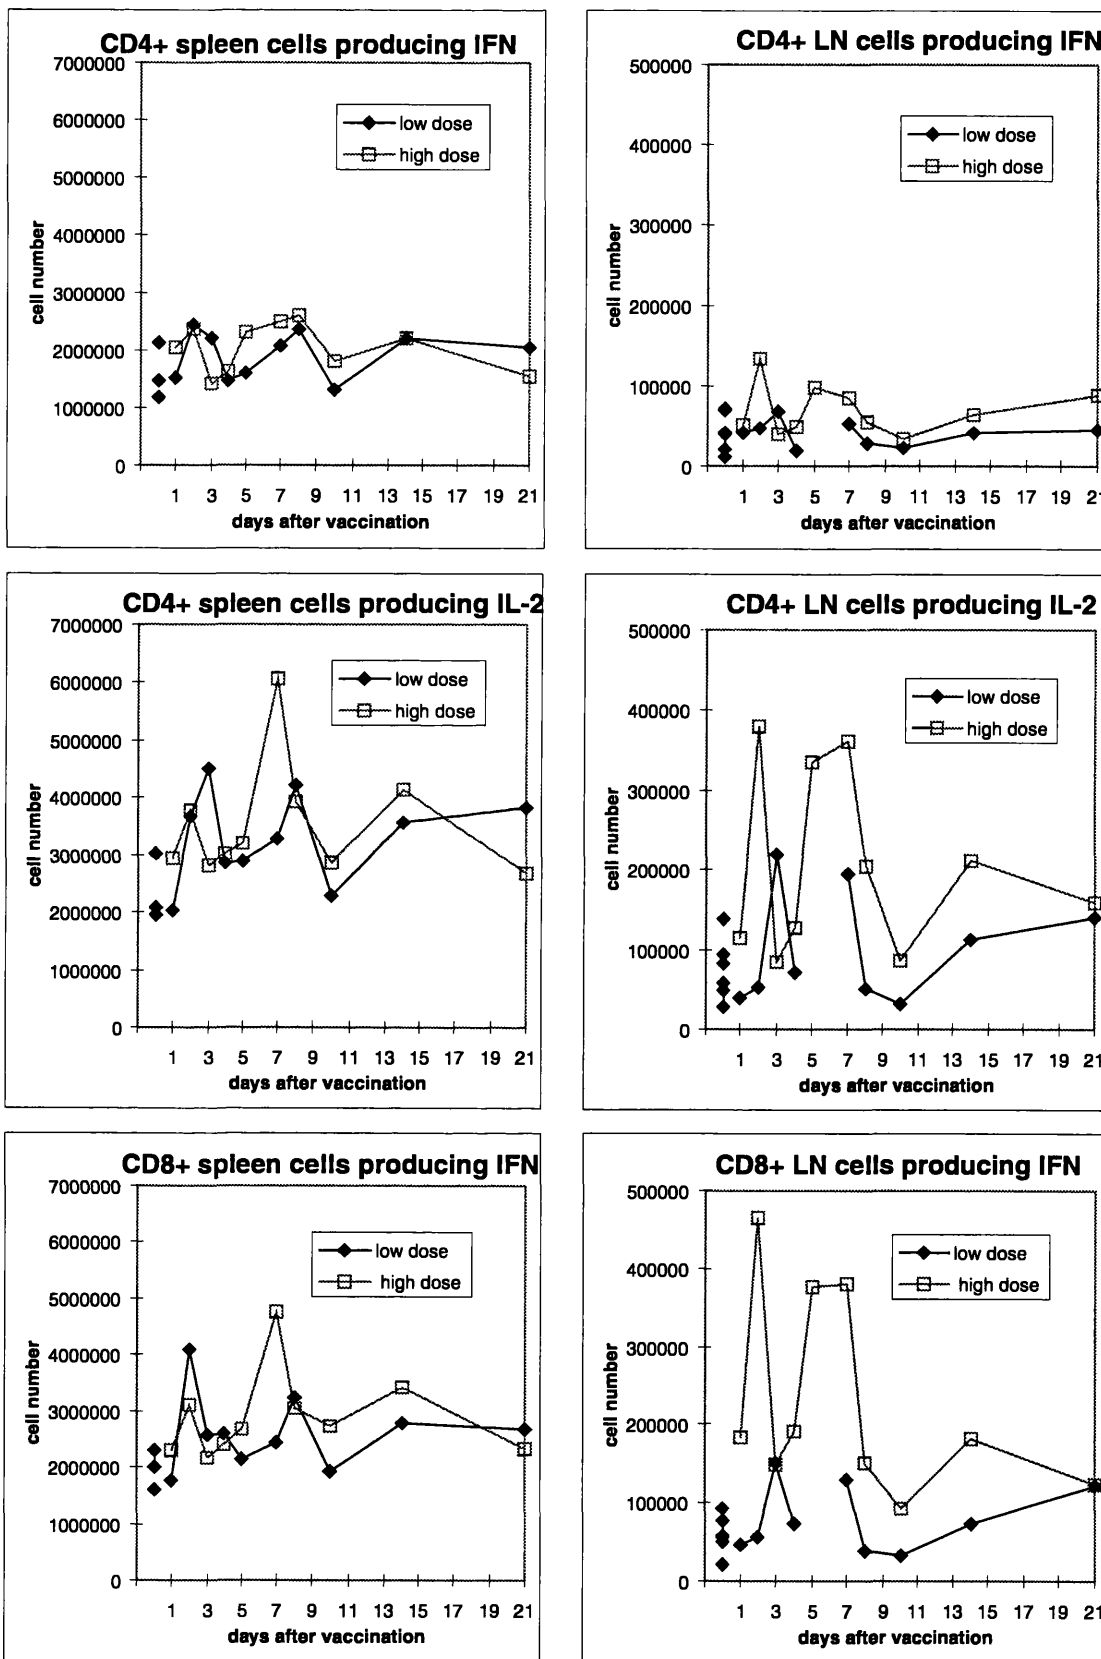 CD4+ spleen cells producing IFN
7000000
6000000
5000000
4000000
3000000
2000000
1000000
0
cell number
low dose
high dose
1 3 5 7 9 11 13 15 17 19 21
days after vaccination
CD4+ LN cells producing IFN
500000
400000
300000
200000
100000
0
cell number
low dose
high dose
1 3 5 7 9 11 13 15 17 19 21
days after vaccination
CD4+ spleen cells producing IL-2
7000000
6000000
5000000
4000000
3000000
2000000
1000000
0
cell number
low dose
high dose
1 3 5 7 9 11 13 15 17 19 21
days after vaccination
CD4+ LN cells producing IL-2
500000
400000
300000
200000
100000
0
cell number
low dose
high dose
1 3 5 7 9 11 13 15 17 19 21
days after vaccination
CD8+ spleen cells producing IFN
7000000
6000000
5000000
4000000
3000000
2000000
1000000
0
cell number
low dose
high dose
1 3 5 7 9 11 13 15 17 19 21
days after vaccination
CD8+ LN cells producing IFN
500000
400000
300000
200000
100000
0
cell number
low dose
high dose
1 3 5 7 9 11 13 15 17 19 21
days after vaccination